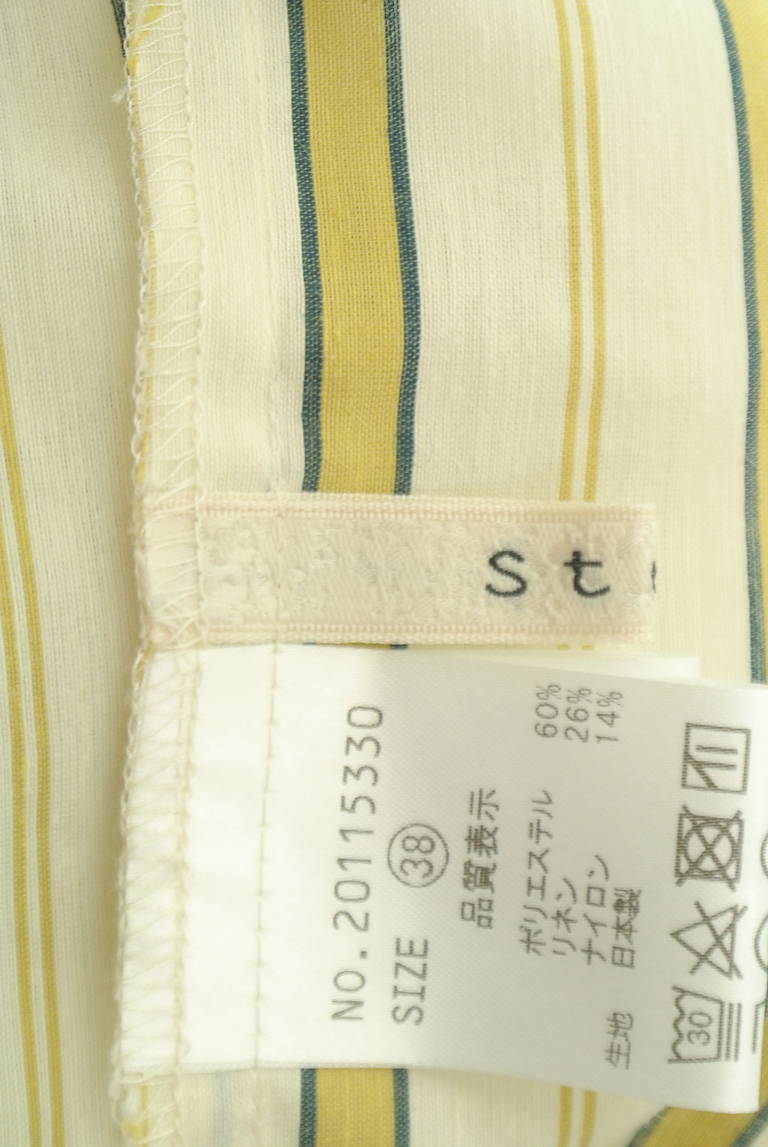 st
NO.20115330
SIZE 38
品質表示
ポリエステル 60%
リネン 26%
ナイロン 14%
生地 日本製
30